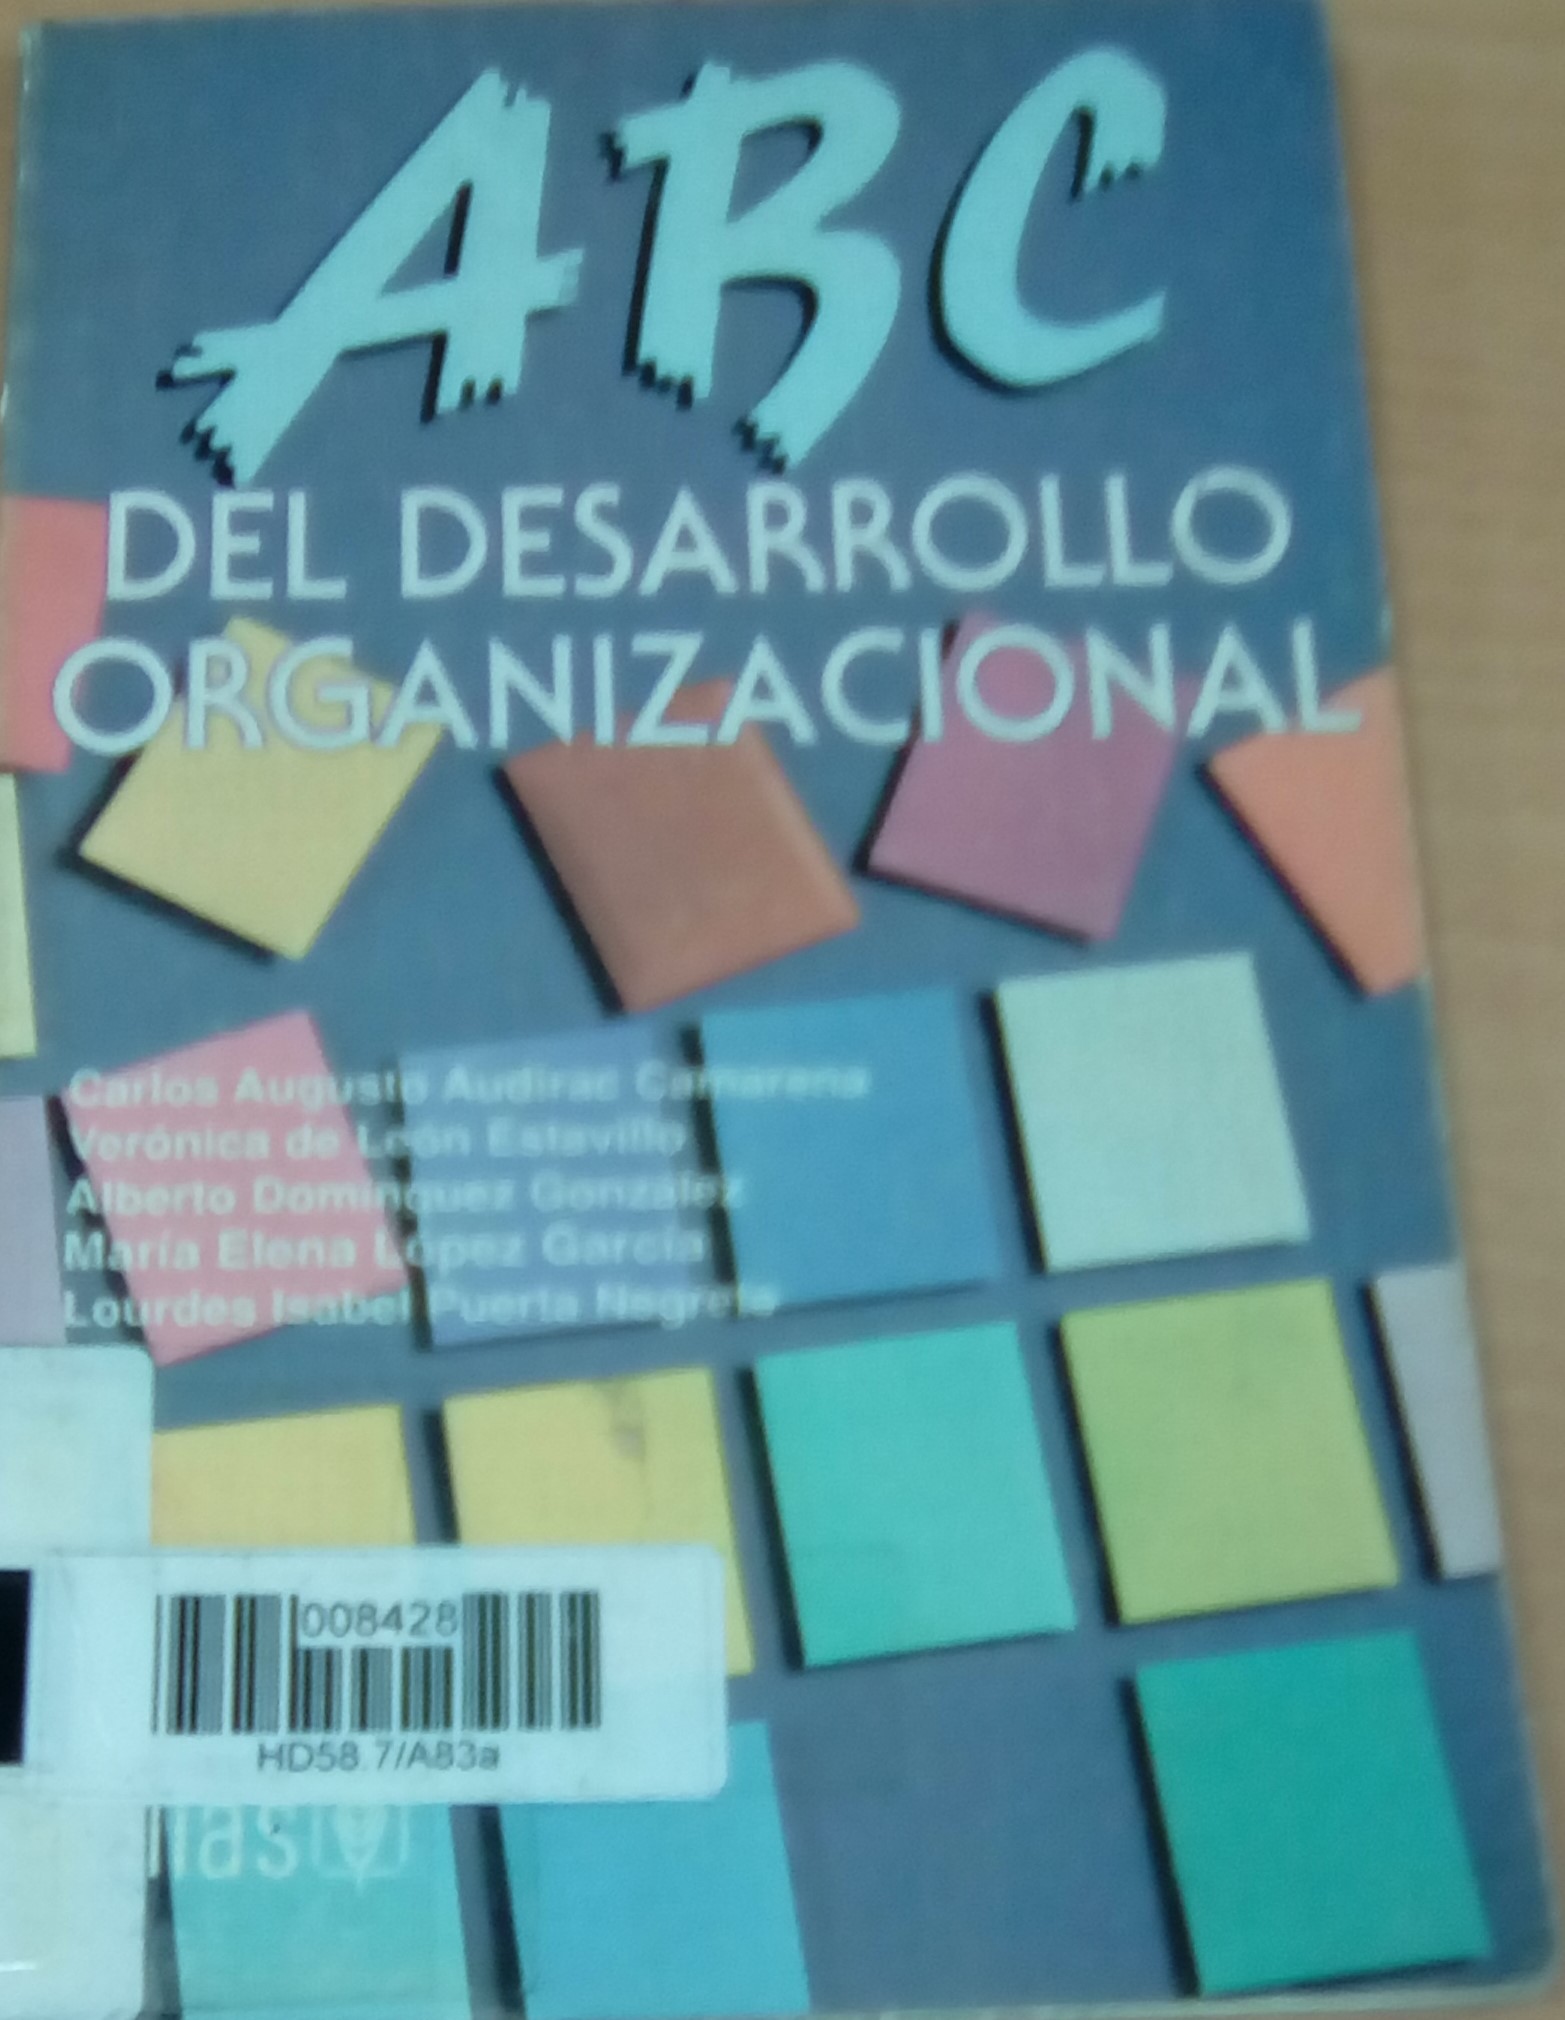 ABC
DEL DESARROLLO
ORGANIZACIONAL
Carlos Augusto Audirac Camarena
Verónica de León Estavillo
Alberto Domínguez González
María Elena López García
Lourdes Isabel Puerta Negrete
008428
HD58.7/A83a